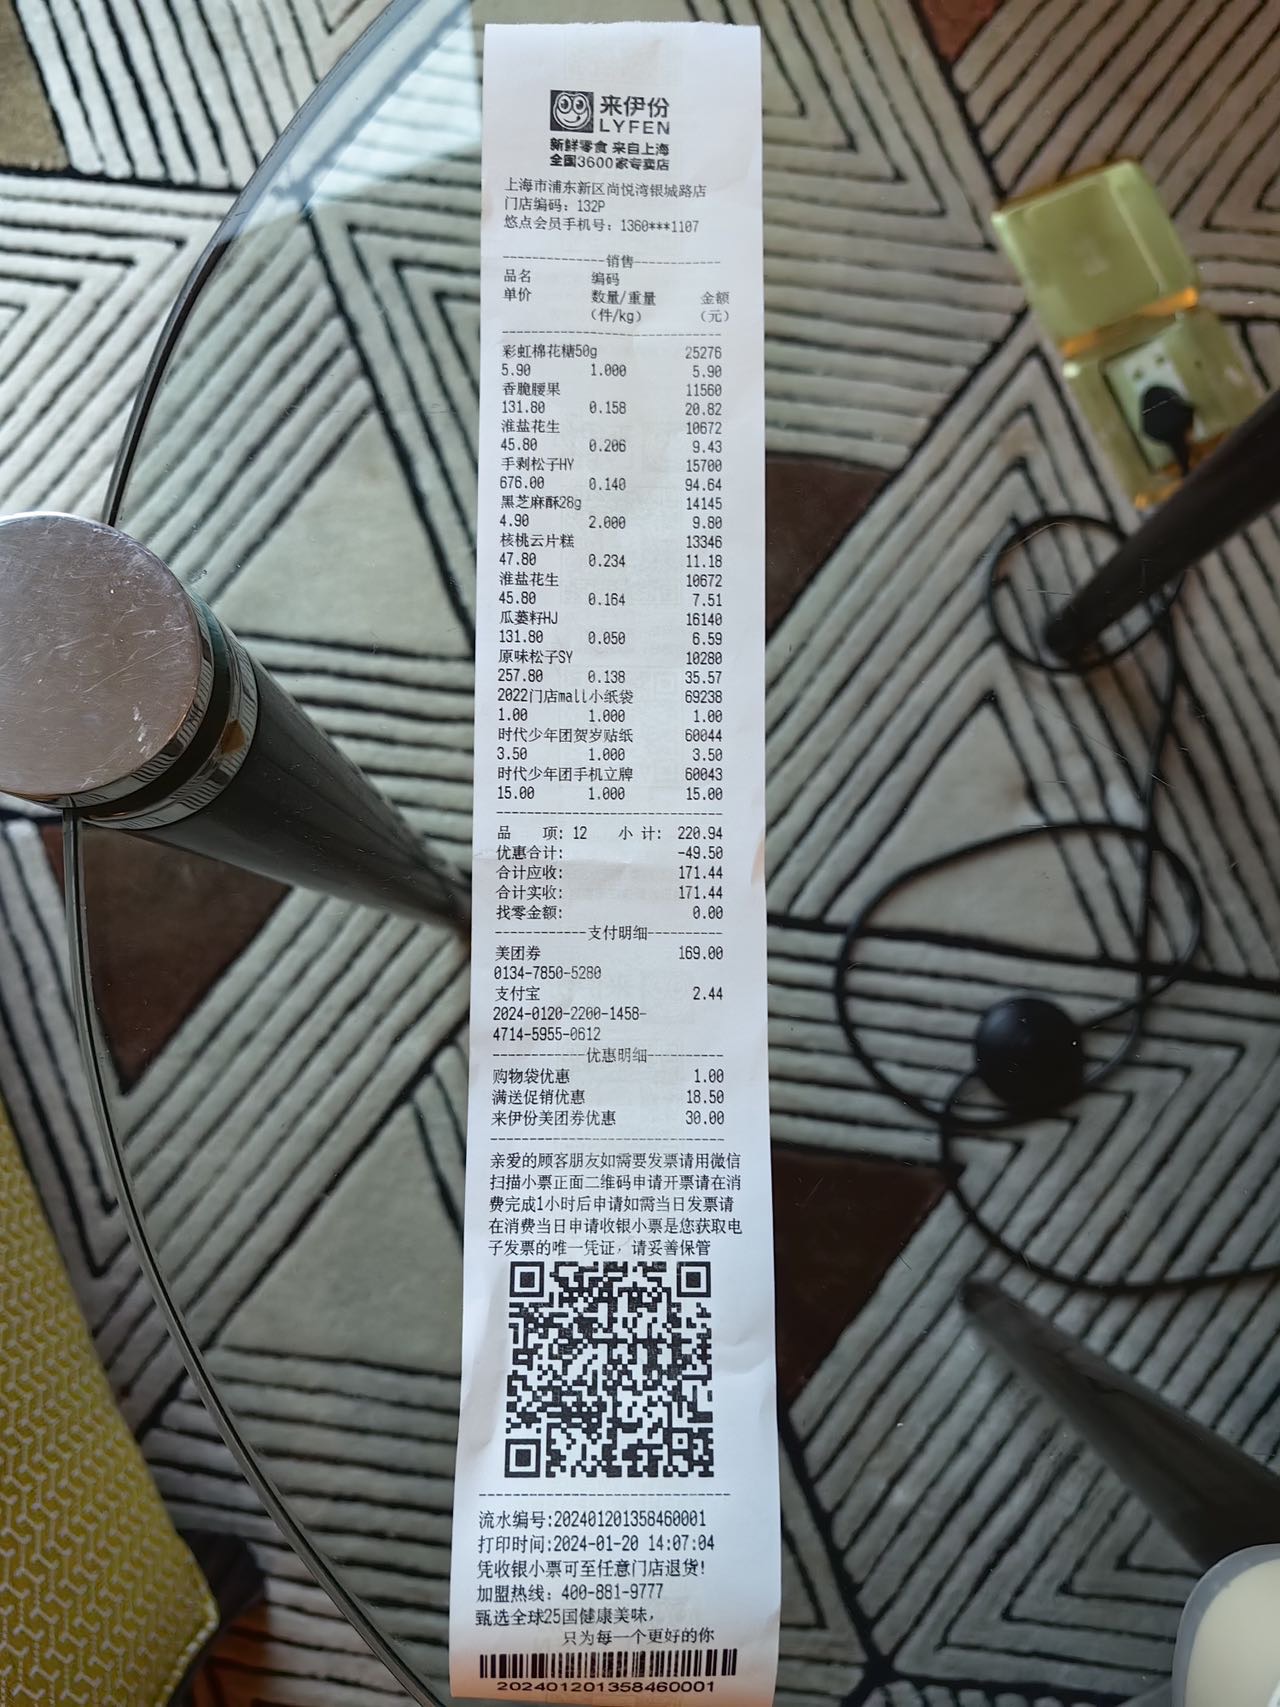 来伊份
LYFEN
新鲜零食 来自上海
全国3600家专卖店
上海市浦东新区尚悦湾银城路店
门店编码：132P
悠点会员手机号：1360***1107
--------------销售------------
品名 编码
单价 数量/重量 金额
（件/kg） （元）
彩虹棉花糖50g 25276
5.90 1.000 5.90
香脆腰果 11560
131.80 0.158 20.82
淮盐花生 10672
45.80 0.206 9.43
手剥松子HY 15700
676.00 0.140 94.64
黑芝麻酥28g 14145
4.90 2.000 9.80
核桃云片糕 13346
47.80 0.234 11.18
淮盐花生 10672
45.80 0.164 7.51
瓜蒌籽HJ 16140
131.80 0.050 6.59
原味松子SY 10280
257.80 0.138 35.57
2022门店mall小纸袋 69238
1.00 1.000 1.00
时代少年团贺岁贴纸 60044
3.50 1.000 3.50
时代少年团手机立牌 60043
15.00 1.000 15.00
品 项: 12 小 计: 220.94
优惠合计: -49.50
合计应收: 171.44
合计实收: 171.44
找零金额: 0.00
------------支付明细----------
美团券 169.00
0134-7850-5280
支付宝 2.44
2024-0120-2200-1458-
4714-5955-0612
------------优惠明细----------
购物袋优惠 1.00
满送促销优惠 18.50
来伊份美团券优惠 30.00
亲爱的顾客朋友如需要发票请用微信
扫描小票正面二维码申请开票请在消
费完成1小时后申请如需当日发票请
在消费当日申请收银小票是您获取电
子发票的唯一凭证，请妥善保管
流水编号:202401201358460001
打印时间:2024-01-20 14:07:04
凭收银小票可至任意门店退货!
加盟热线：400-881-9777
甄选全球25国健康美味，
只为每一个更好的你
202401201358460001